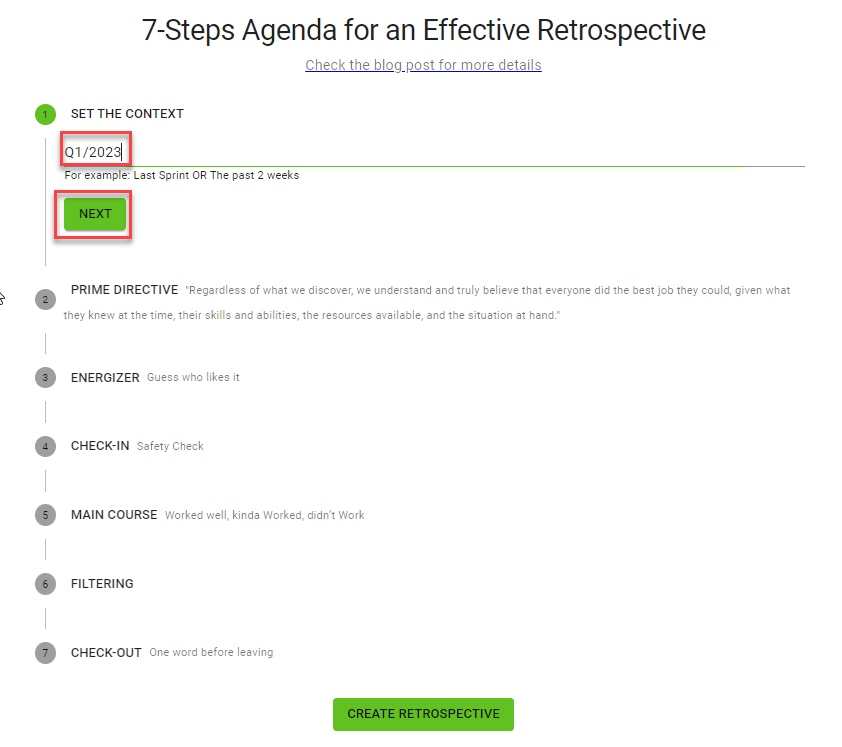 7-Steps Agenda for an Effective Retrospective
Check the blog post for more details
1 SET THE CONTEXT
Q1/2023
For example: Last Sprint OR The past 2 weeks
NEXT
2 PRIME DIRECTIVE "Regardless of what we discover, we understand and truly believe that everyone did the best job they could, given what
they knew at the time, their skills and abilities, the resources available, and the situation at hand."
3 ENERGIZER Guess who likes it
4 CHECK-IN Safety Check
5 MAIN COURSE Worked well, kinda Worked, didn't Work
6 FILTERING
7 CHECK-OUT One word before leaving
CREATE RETROSPECTIVE